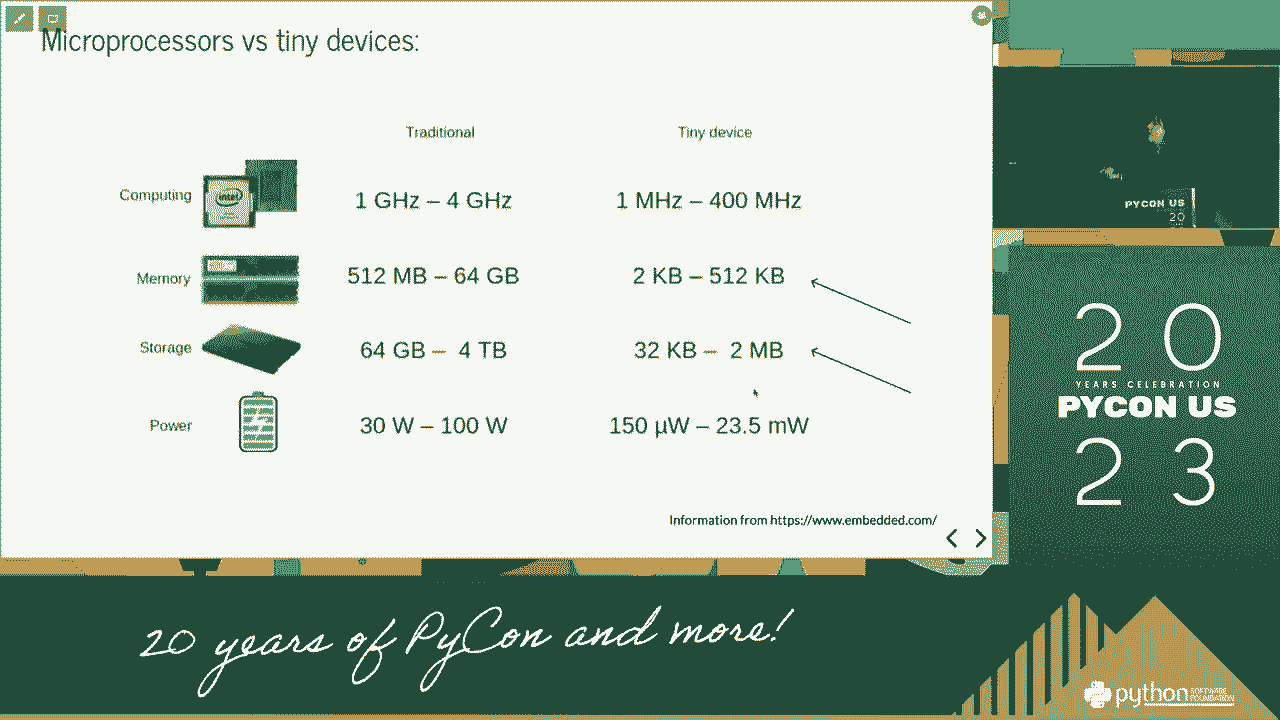 Microprocessors vs tiny devices:
Traditional Tiny device
Computing 1 GHz – 4 GHz 1 MHz – 400 MHz
Memory 512 MB – 64 GB 2 KB – 512 KB
Storage 64 GB – 4 TB 32 KB – 2 MB
Power 30 W – 100 W 150 µW – 23.5 mW
Information from https://www.embedded.com/
PYCON US
20
20
YEARS CELEBRATION
PYCON US
23
20 years of PyCon and more!
python SOFTWARE
FOUNDATION